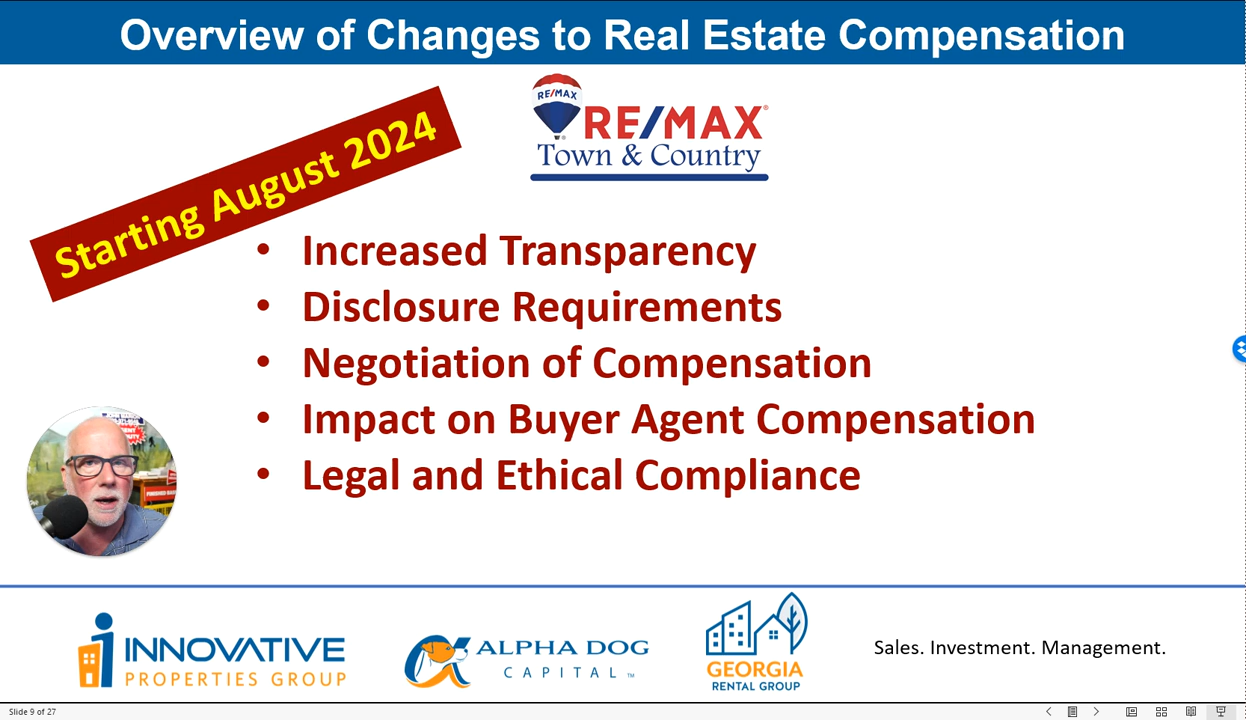 Overview of Changes to Real Estate Compensation
RE/MAX
RE/MAX
Town & Country
Starting August 2024
• Increased Transparency
• Disclosure Requirements
• Negotiation of Compensation
• Impact on Buyer Agent Compensation
• Legal and Ethical Compliance
INNOVATIVE
PROPERTIES GROUP
ALPHA DOG
CAPITAL™
GEORGIA
RENTAL GROUP
Sales. Investment. Management.
Slide 9 of 27